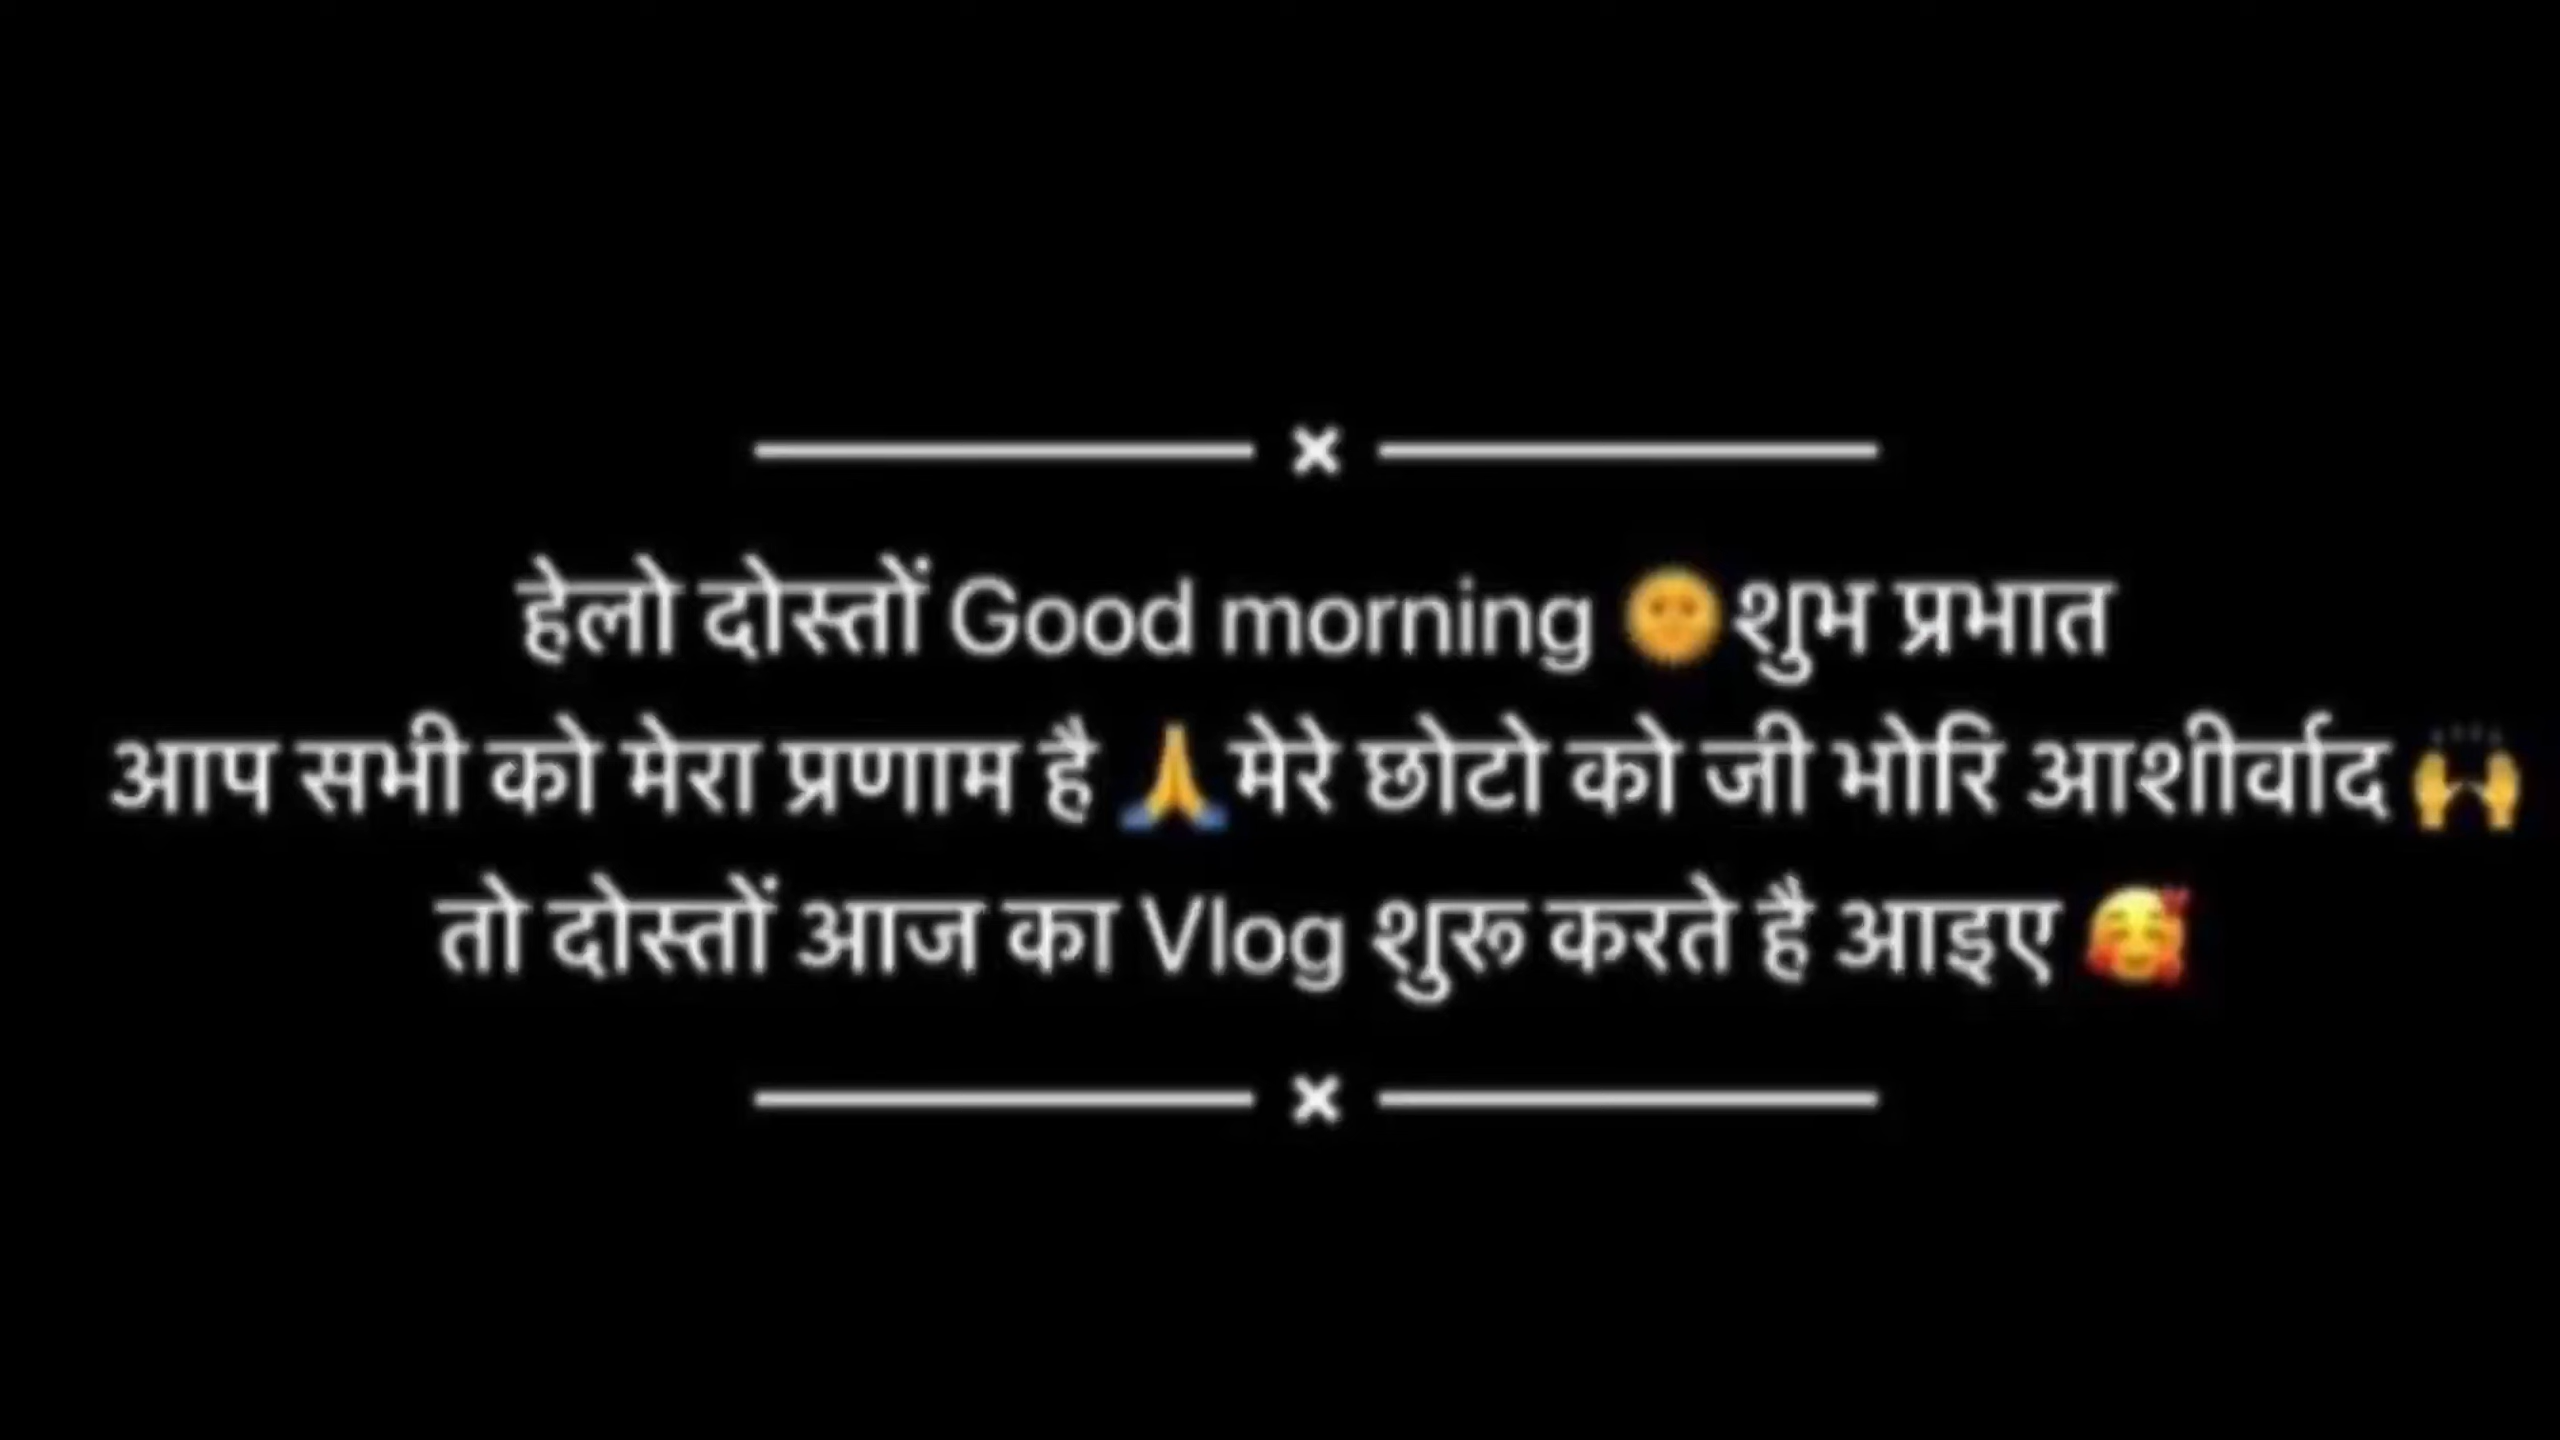 हेलो दोस्तों Good morning 🌞शुभ प्रभात
आप सभी को मेरा प्रणाम है 🙏मेरे छोटो को जी भोरि आशीर्वाद 🙌
तो दोस्तों आज का Vlog शुरू करते है आइए 🥰